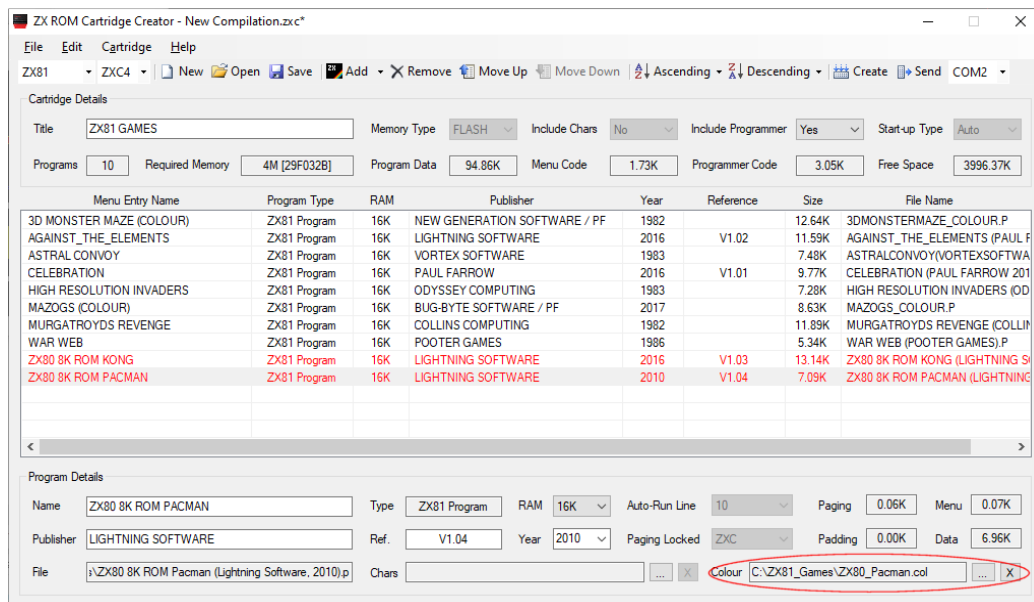 ZX ROM Cartridge Creator - New Compilation.zxc*
File Edit Cartridge Help
ZX81 ZXC4 New Open Save Add Remove Move Up Move Down Ascending Descending Create Send COM2
Cartridge Details
Title ZX81 GAMES Memory Type FLASH Include Chars No Include Programmer Yes Start-up Type Auto
Programs 10 Required Memory 4M [29F032B] Program Data 94.86K Menu Code 1.73K Programmer Code 3.05K Free Space 3996.37K
Menu Entry Name Program Type RAM Publisher Year Reference Size File Name
3D MONSTER MAZE (COLOUR) ZX81 Program 16K NEW GENERATION SOFTWARE / PF 1982 12.64K 3DMONSTERMAZE_COLOUR.P
AGAINST_THE_ELEMENTS ZX81 Program 16K LIGHTNING SOFTWARE 2016 V1.02 11.59K AGAINST_THE_ELEMENTS (PAUL F
ASTRAL CONVOY ZX81 Program 16K VORTEX SOFTWARE 1983 7.48K ASTRALCONVOY(VORTEXSOFTWA
CELEBRATION ZX81 Program 16K PAUL FARROW 2016 V1.01 9.77K CELEBRATION (PAUL FARROW 201
HIGH RESOLUTION INVADERS ZX81 Program 16K ODYSSEY COMPUTING 1983 7.28K HIGH RESOLUTION INVADERS (OD
MAZOGS (COLOUR) ZX81 Program 16K BUG-BYTE SOFTWARE / PF 2017 8.63K MAZOGS_COLOUR.P
MURGATROYDS REVENGE ZX81 Program 16K COLLINS COMPUTING 1982 11.89K MURGATROYDS REVENGE (COLLIN
WAR WEB ZX81 Program 16K POOTER GAMES 1986 5.34K WAR WEB (POOTER GAMES).P
ZX80 8K ROM KONG ZX81 Program 16K LIGHTNING SOFTWARE 2016 V1.03 13.14K ZX80 8K ROM KONG (LIGHTNING S
ZX80 8K ROM PACMAN ZX81 Program 16K LIGHTNING SOFTWARE 2010 V1.04 7.09K ZX80 8K ROM PACMAN (LIGHTNING
Program Details
Name ZX80 8K ROM PACMAN Type ZX81 Program RAM 16K Auto-Run Line 10 Paging 0.06K Menu 0.07K
Publisher LIGHTNING SOFTWARE Ref. V1.04 Year 2010 Paging Locked ZXC Padding 0.00K Data 6.96K
File s\ZX80 8K ROM Pacman (Lightning Software, 2010).p Chars ... X Colour C:\ZX81_Games\ZX80_Pacman.col ... X